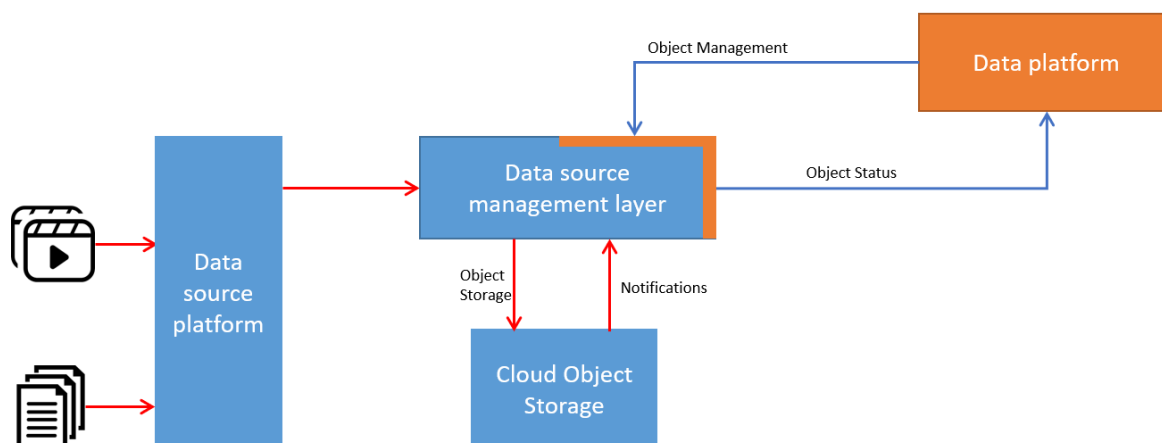 Object Management
Data platform
Data source
management layer
Object Status
Data
source
platform
Object
Storage
Notifications
Cloud Object
Storage